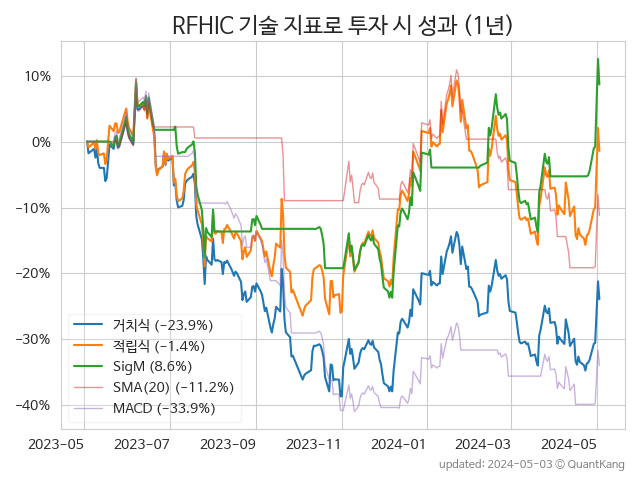 RFHIC 기술 지표로 투자 시 성과 (1년)
10%
0%
−10%
−20%
−30%
−40%
거치식 (−23.9%)
적립식 (−1.4%)
SigM (8.6%)
SMA(20) (−11.2%)
MACD (−33.9%)
2023-05 2023-07 2023-09 2023-11 2024-01 2024-03 2024-05
updated: 2024-05-03 © QuantKang